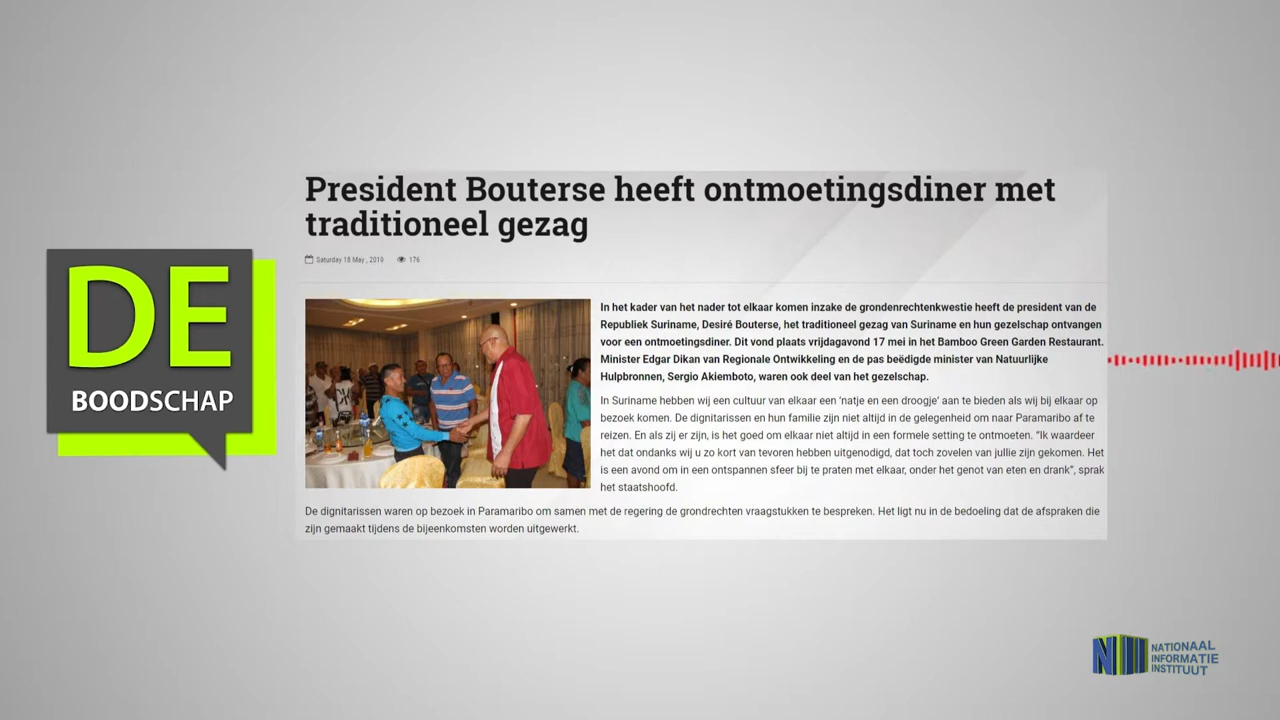 President Bouterse heeft ontmoetingsdiner met
traditioneel gezag
Saturday 18 May , 2019 176
DE
BOODSCHAP
In het kader van het nader tot elkaar komen inzake de grondenrechtenkwestie heeft de president van de
Republiek Suriname, Desiré Bouterse, het traditioneel gezag van Suriname en hun gezelschap ontvangen
voor een ontmoetingsdiner. Dit vond plaats vrijdagavond 17 mei in het Bamboo Green Garden Restaurant.
Minister Edgar Dikan van Regionale Ontwikkeling en de pas beëdigde minister van Natuurlijke
Hulpbronnen, Sergio Akiemboto, waren ook deel van het gezelschap.
In Suriname hebben wij een cultuur van elkaar een ‘natje en een droogje’ aan te bieden als wij bij elkaar op
bezoek komen. De dignitarissen en hun familie zijn niet altijd in de gelegenheid om naar Paramaribo af te
reizen. En als zij er zijn, is het goed om elkaar niet altijd in een formele setting te ontmoeten. “Ik waardeer
het dat ondanks wij u zo kort van tevoren hebben uitgenodigd, dat toch zovelen van jullie zijn gekomen. Het
is een avond om in een ontspannen sfeer bij te praten met elkaar, onder het genot van eten en drank”, sprak
het staatshoofd.
De dignitarissen waren op bezoek in Paramaribo om samen met de regering de grondrechten vraagstukken te bespreken. Het ligt nu in de bedoeling dat de afspraken die
zijn gemaakt tijdens de bijeenkomsten worden uitgewerkt.
NII
NATIONAAL
INFORMATIE
INSTITUUT